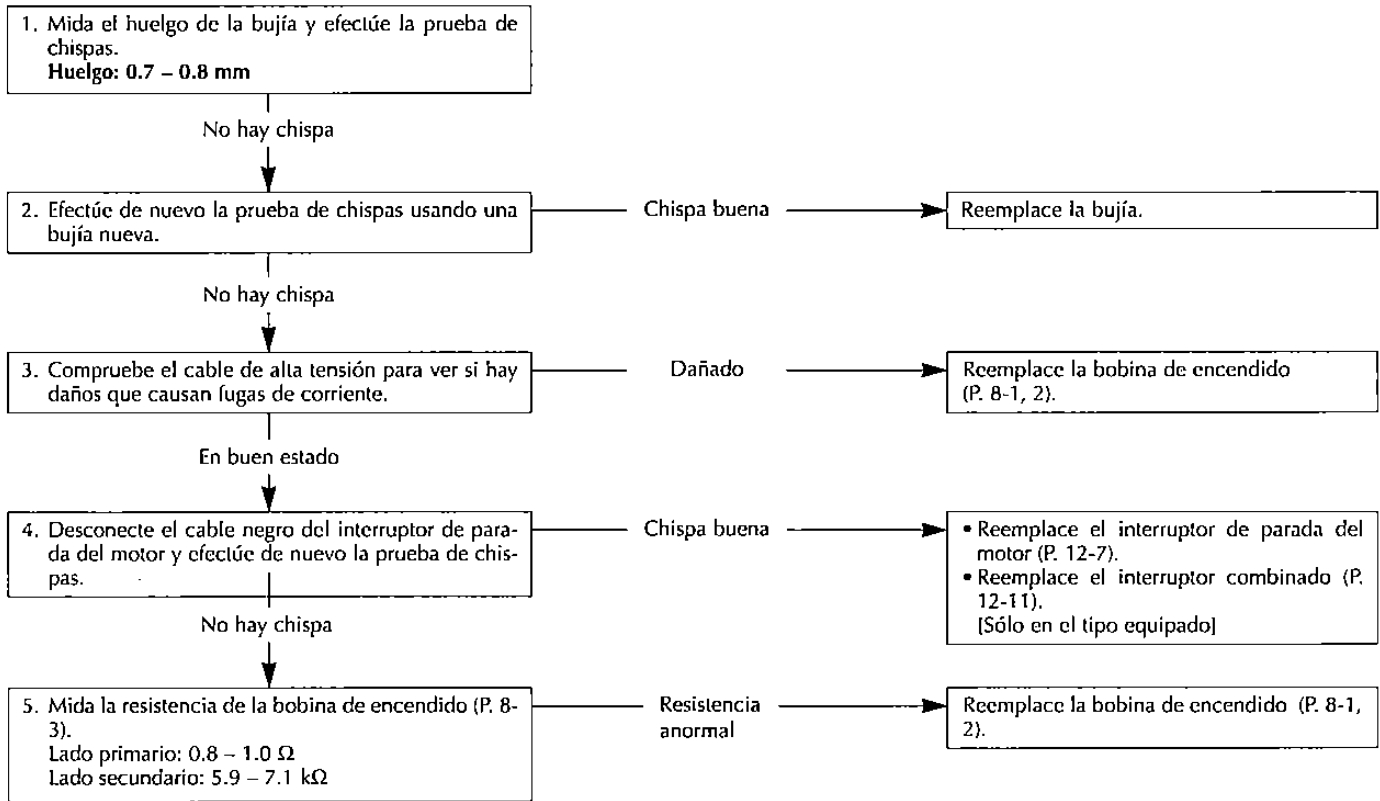 1. Mida el huelgo de la bujía y efectúe la prueba de
chispas.
Huelgo: 0.7 – 0.8 mm
No hay chispa
2. Efectúe de nuevo la prueba de chispas usando una
bujía nueva.
Chispa buena
Reemplace la bujía.
No hay chispa
3. Compruebe el cable de alta tensión para ver si hay
daños que causan fugas de corriente.
Dañado
Reemplace la bobina de encendido
(P. 8-1, 2).
En buen estado
4. Desconecte el cable negro del interruptor de para-
da del motor y efectúe de nuevo la prueba de chis-
pas.
Chispa buena
• Reemplace el interruptor de parada del
motor (P. 12-7).
• Reemplace el interruptor combinado (P.
12-11).
[Sólo en el tipo equipado]
No hay chispa
5. Mida la resistencia de la bobina de encendido (P. 8-
3).
Lado primario: 0.8 – 1.0 Ω
Lado secundario: 5.9 – 7.1 kΩ
Resistencia
anormal
Reemplace la bobina de encendido (P. 8-1,
2).